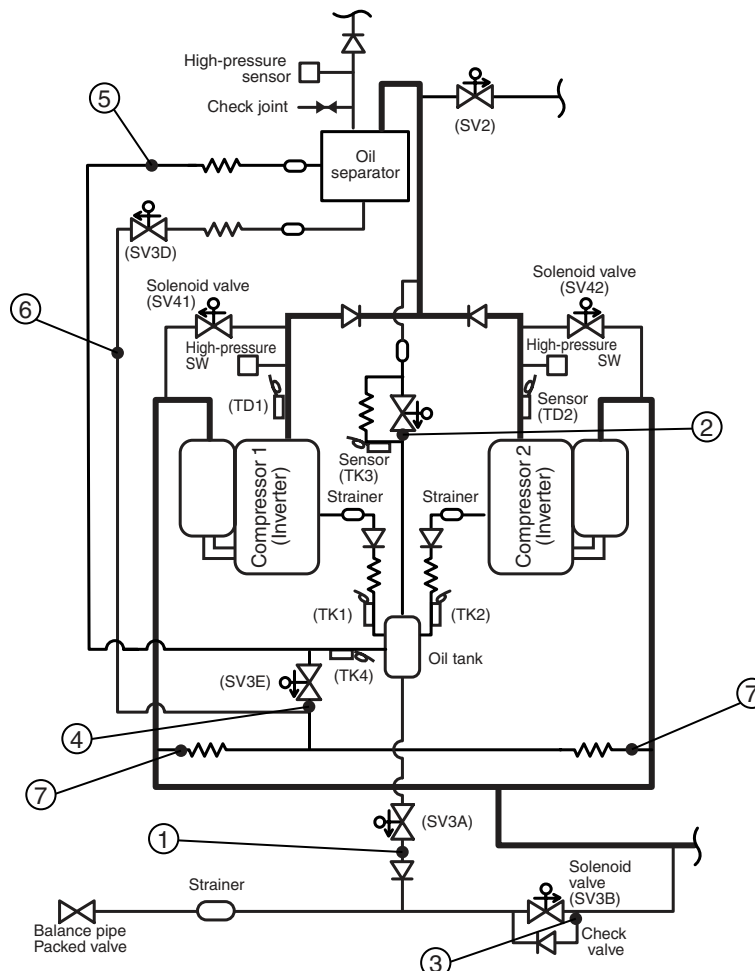 High-pressure
sensor
Check joint
(SV2)
5
Oil
separator
(SV3D)
Solenoid valve
(SV41)
Solenoid valve
(SV42)
6
High-pressure
SW
High-pressure
SW
(TD1)
Sensor
(TD2)
2
Sensor
(TK3)
Compressor 1
(Inverter)
Strainer
Strainer
Compressor 2
(Inverter)
(TK1)
(TK2)
Oil tank
(TK4)
(SV3E)
4
7
7
(SV3A)
1
Strainer
Solenoid
valve
(SV3B)
Balance pipe
Packed valve
3
Check
valve